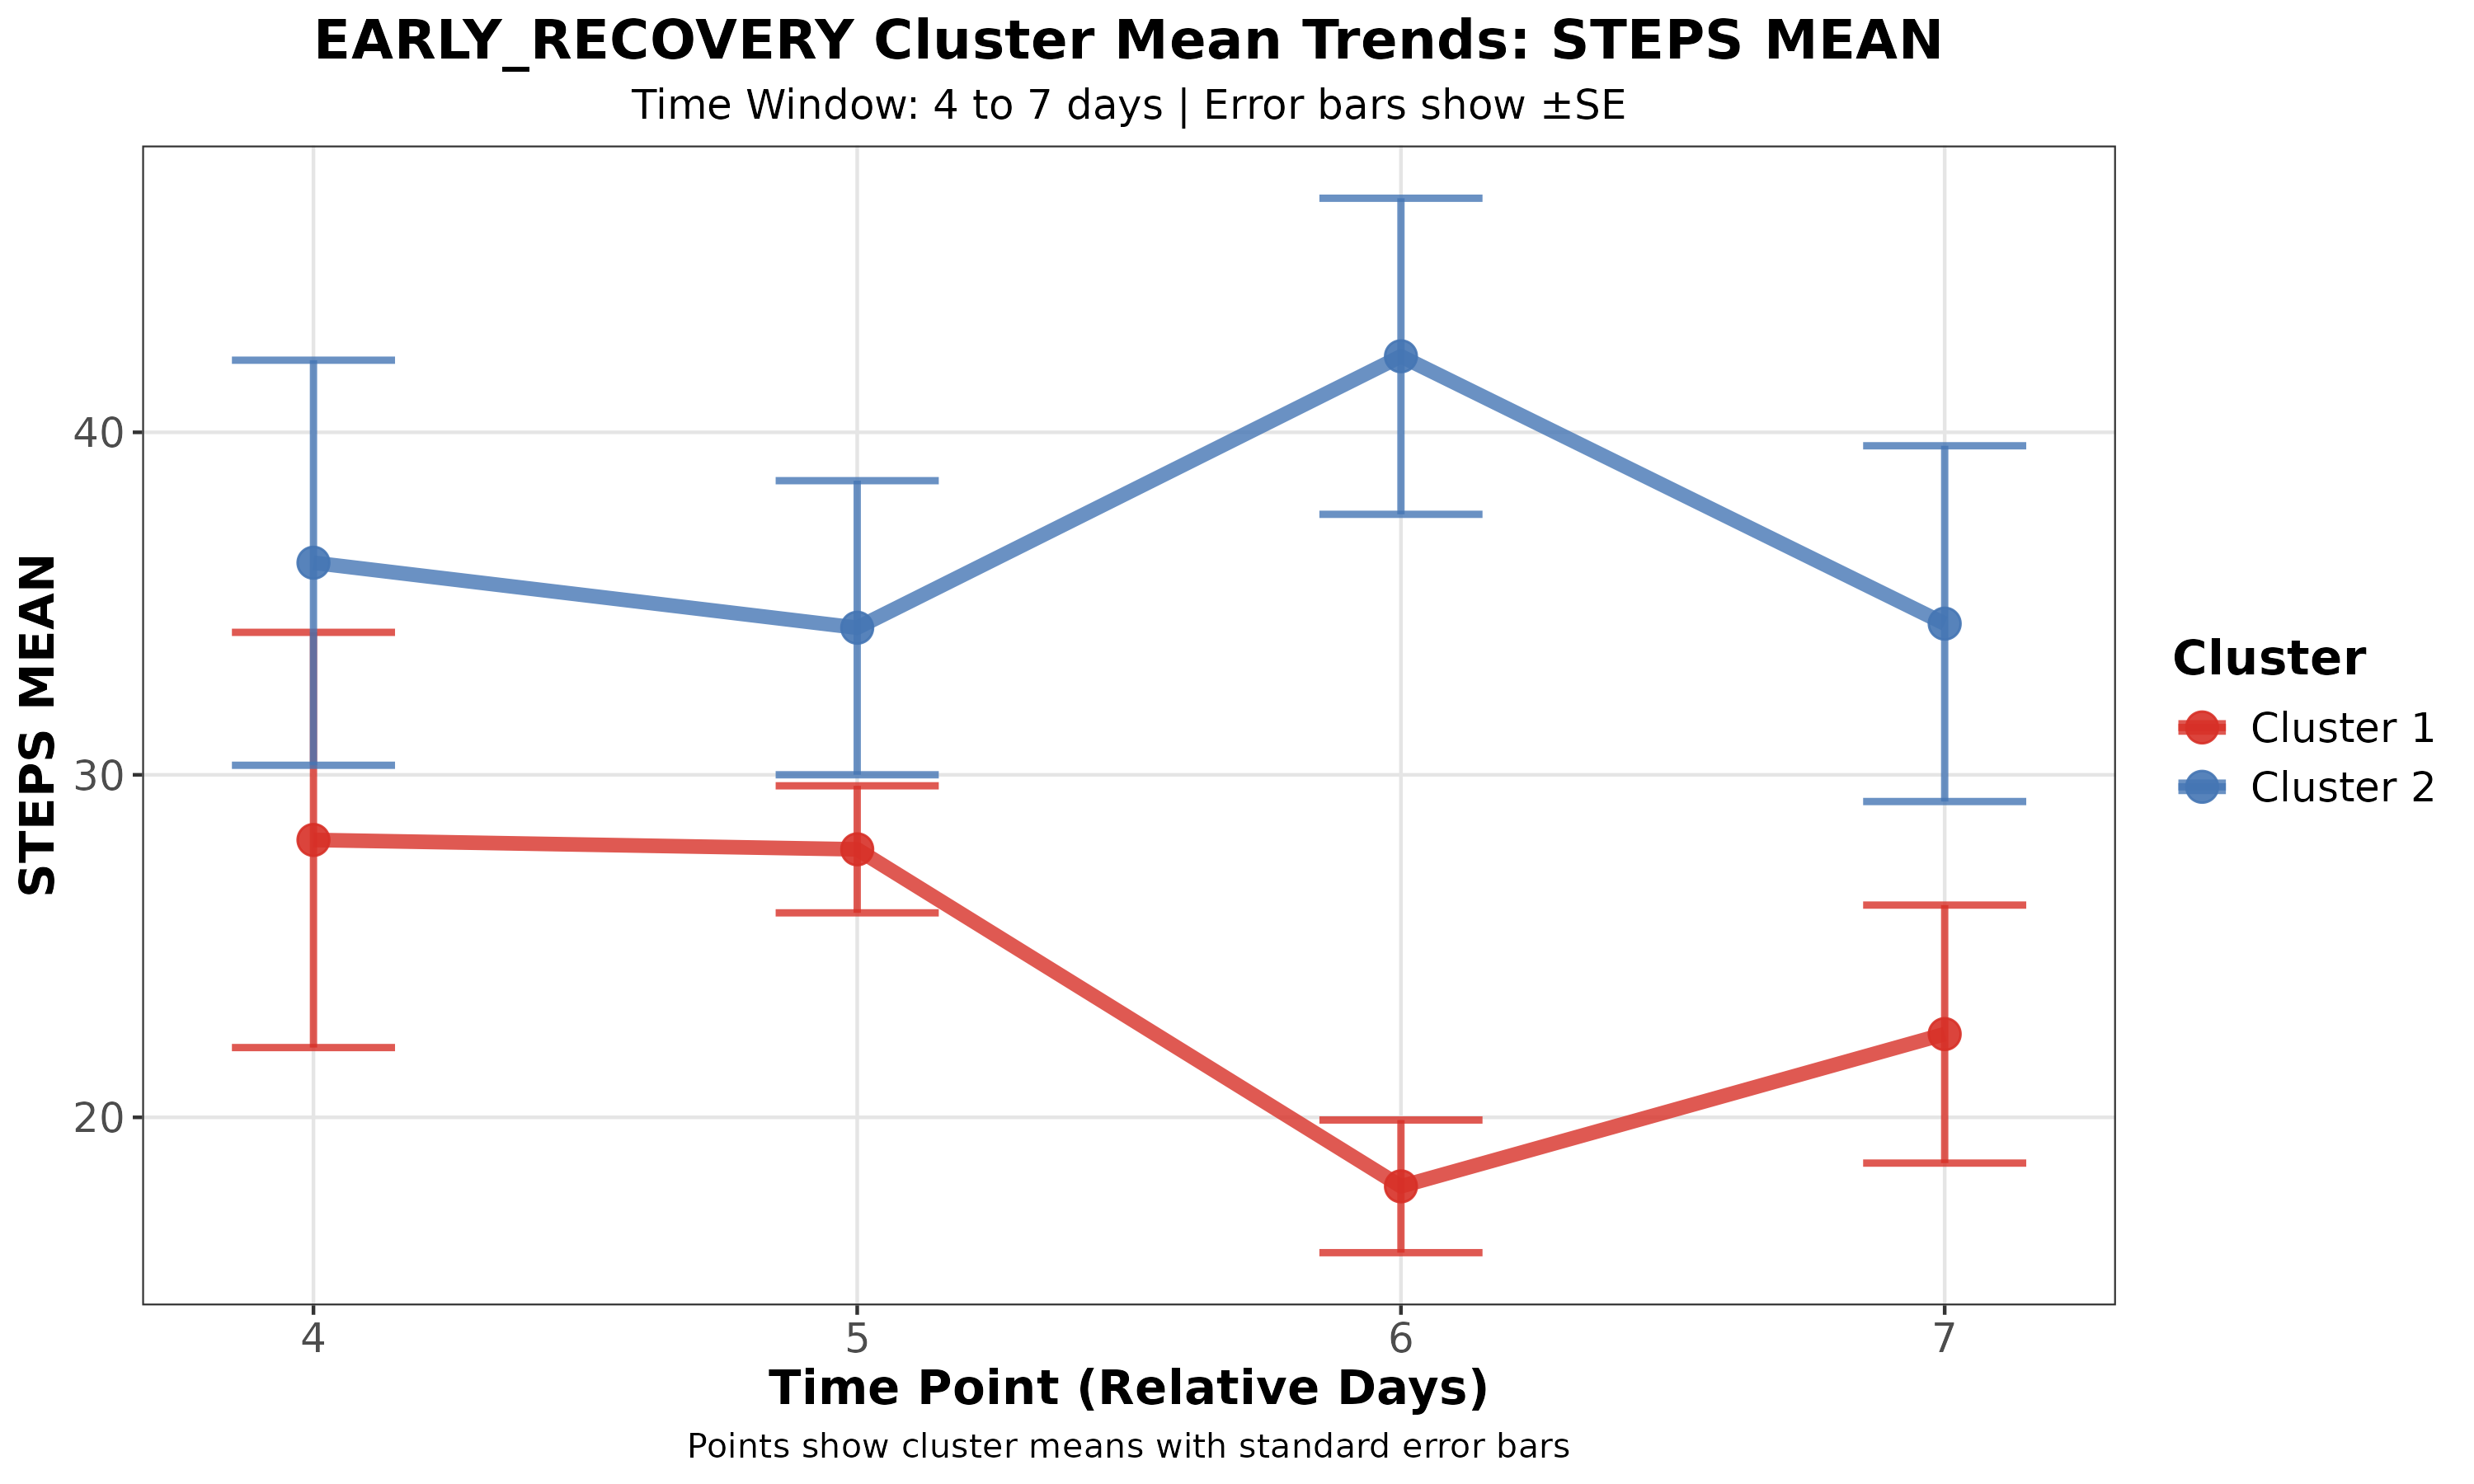 EARLY_RECOVERY Cluster Mean Trends: STEPS MEAN
Time Window: 4 to 7 days | Error bars show ±SE
STEPS MEAN
40
30
20
4 5 6 7
Time Point (Relative Days)
Points show cluster means with standard error bars
Cluster
Cluster 1
Cluster 2